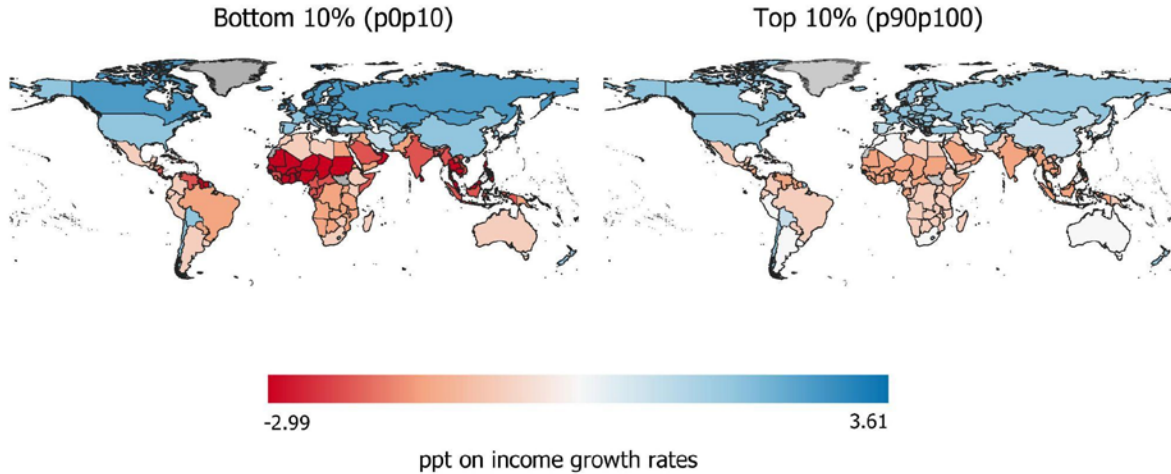 Bottom 10% (p0p10)
Top 10% (p90p100)
-2.99
3.61
ppt on income growth rates